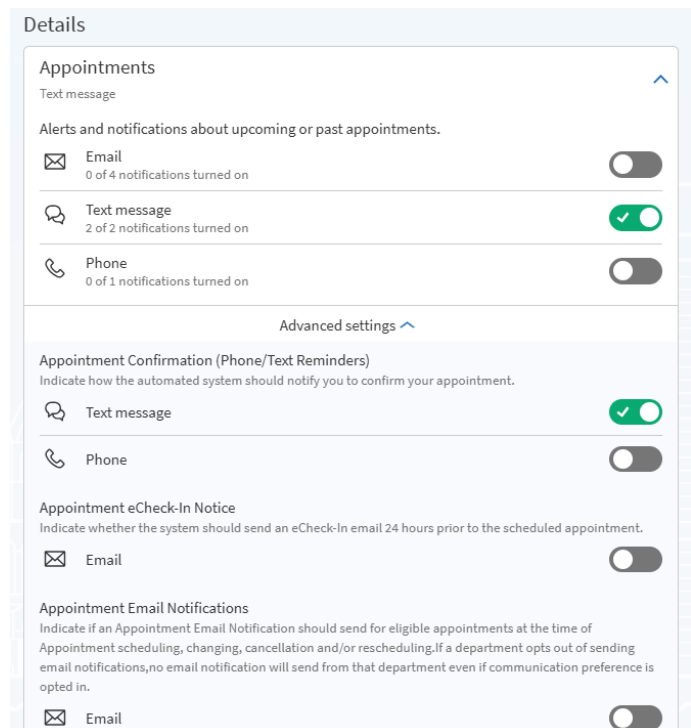 Details
Appointments
Text message
Alerts and notifications about upcoming or past appointments.
Email
0 of 4 notifications turned on
Text message
2 of 2 notifications turned on
Phone
0 of 1 notifications turned on
Advanced settings
Appointment Confirmation (Phone/Text Reminders)
Indicate how the automated system should notify you to confirm your appointment.
Text message
Phone
Appointment eCheck-In Notice
Indicate whether the system should send an eCheck-In email 24 hours prior to the scheduled appointment.
Email
Appointment Email Notifications
Indicate if an Appointment Email Notification should send for eligible appointments at the time of
Appointment scheduling, changing, cancellation and/or rescheduling.If a department opts out of sending
email notifications,no email notification will send from that department even if communication preference is
opted in.
Email